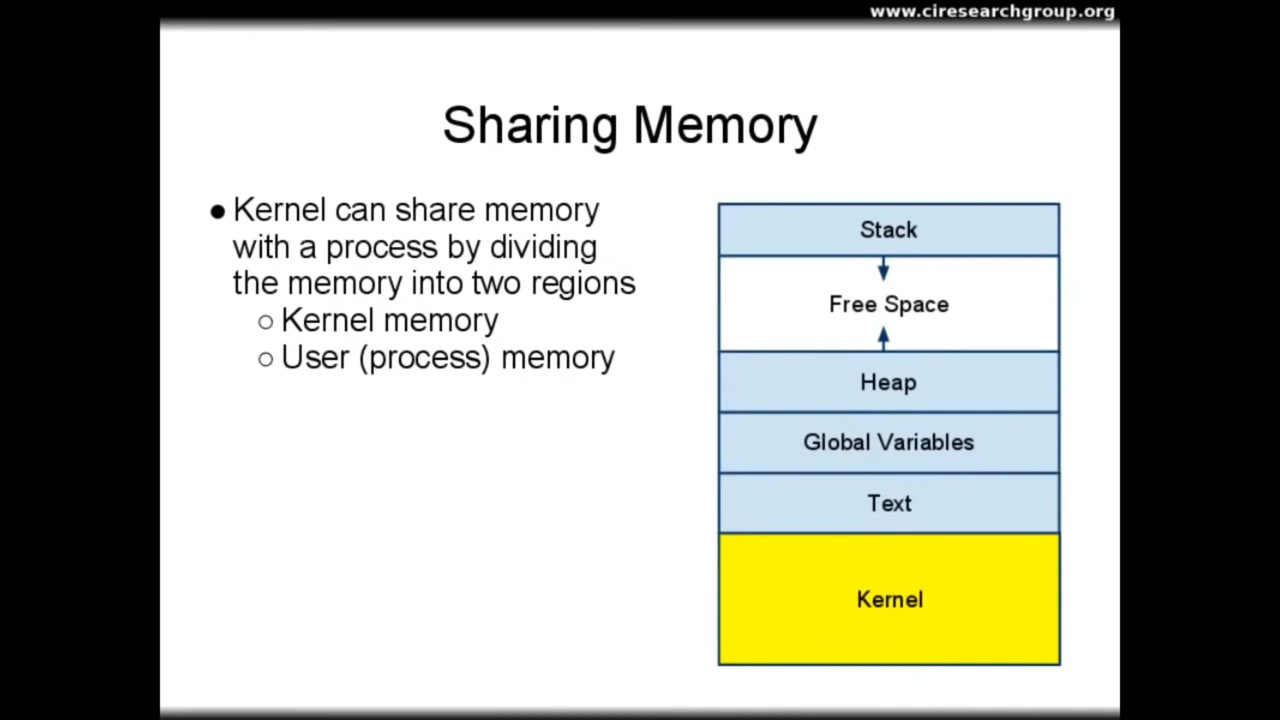 www.ciresearchgroup.org
Sharing Memory
● Kernel can share memory
with a process by dividing
the memory into two regions
○ Kernel memory
○ User (process) memory
Stack
Free Space
Heap
Global Variables
Text
Kernel